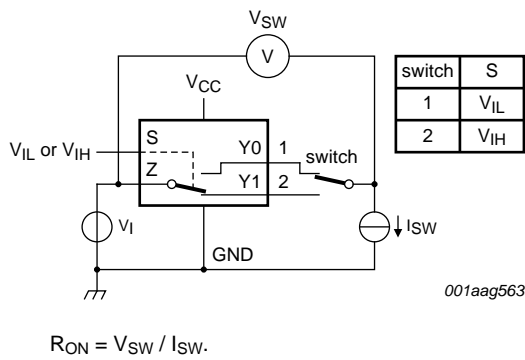 VSW
V
VCC
switch S
1 VIL
2 VIH
S
Y0 1
VIL or VIH
switch
Z
Y1 2
VI
ISW
GND
001aag563
RON = VSW / ISW.